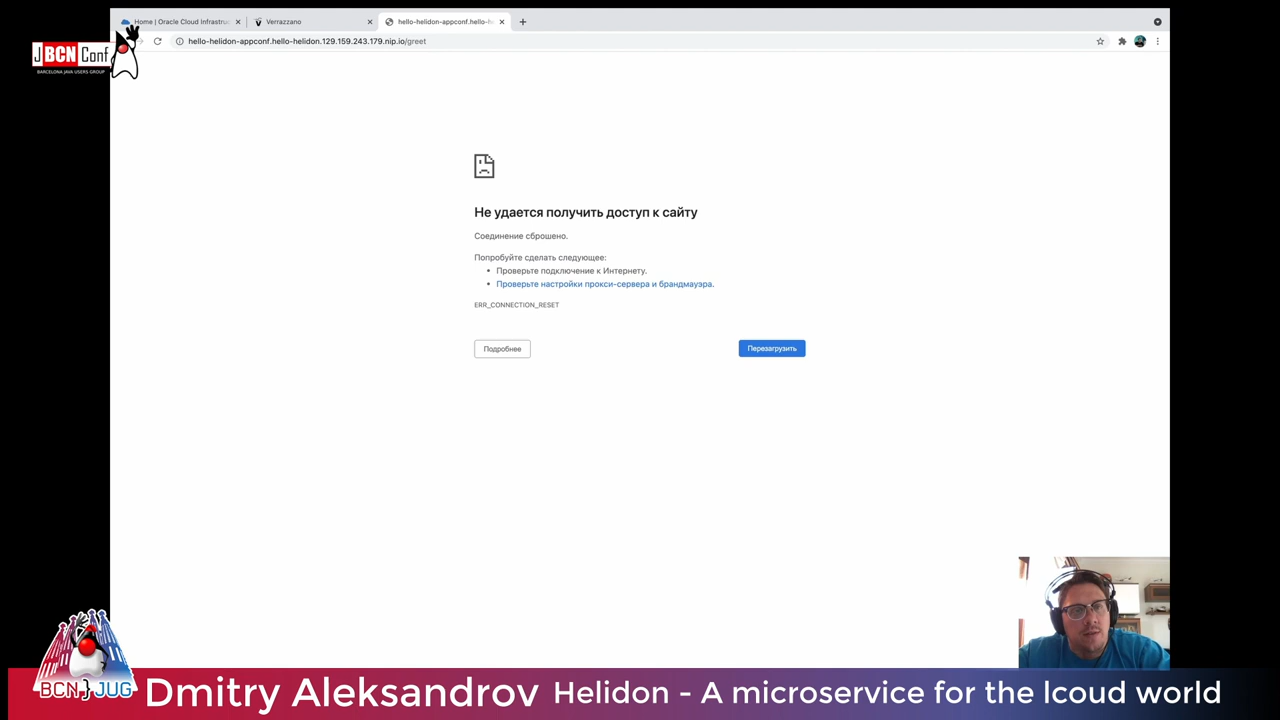 Home | Oracle Cloud Infrastruc
Verrazzano
hello-helidon-appconf.hello-he
JBCNConf
BARCELONA JAVA USERS GROUP
hello-helidon-appconf.hello-helidon.129.159.243.179.nip.io/greet
Не удается получить доступ к сайту
Соединение сброшено.
Попробуйте сделать следующее:
Проверьте подключение к Интернету.
Проверьте настройки прокси-сервера и брандмауэра.
ERR_CONNECTION_RESET
Подробнее
Перезагрузить
BCN JUG
Dmitry Aleksandrov Helidon - A microservice for the lcoud world